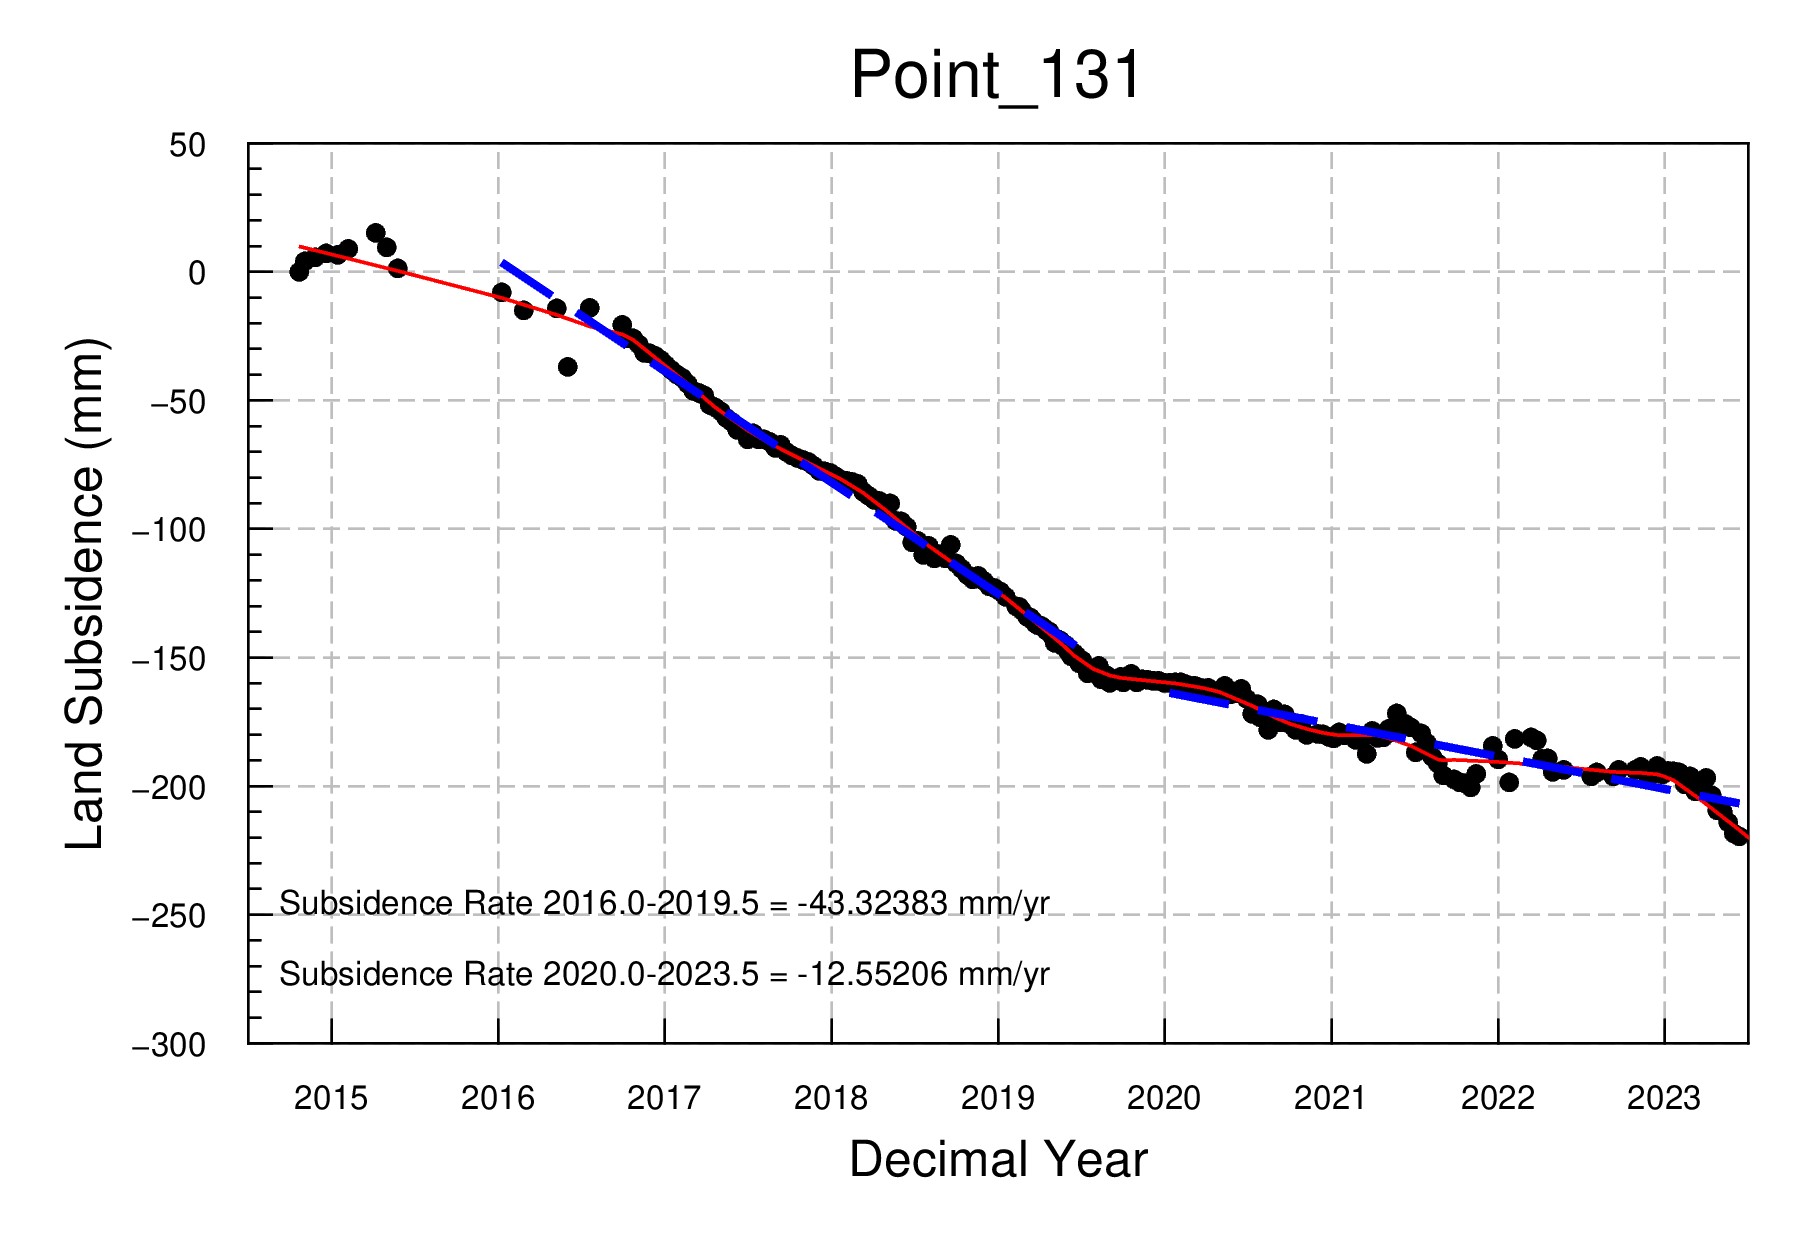 Point_131
50
0
−50
−100
−150
−200
−250
−300
Land Subsidence (mm)
Subsidence Rate 2016.0-2019.5 = -43.32383 mm/yr
Subsidence Rate 2020.0-2023.5 = -12.55206 mm/yr
2015 2016 2017 2018 2019 2020 2021 2022 2023
Decimal Year